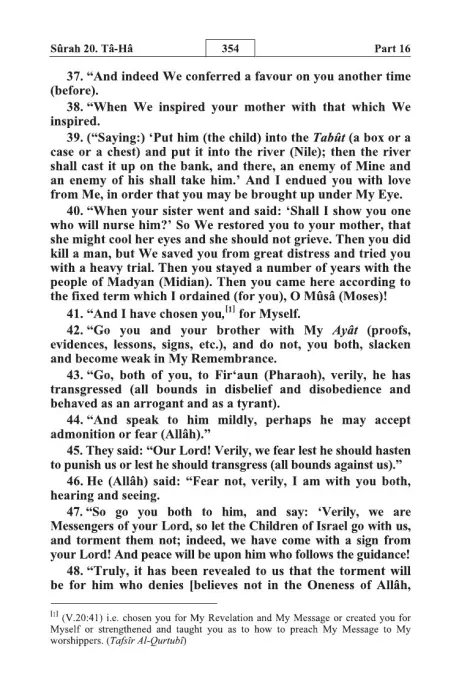 Sûrah 20. Tâ-Hâ 354 Part 16
37. “And indeed We conferred a favour on you another time
(before).
38. “When We inspired your mother with that which We
inspired.
39. (“Saying:) ‘Put him (the child) into the Tabût (a box or a
case or a chest) and put it into the river (Nile); then the river
shall cast it up on the bank, and there, an enemy of Mine and
an enemy of his shall take him.’ And I endued you with love
from Me, in order that you may be brought up under My Eye.
40. “When your sister went and said: ‘Shall I show you one
who will nurse him?’ So We restored you to your mother, that
she might cool her eyes and she should not grieve. Then you did
kill a man, but We saved you from great distress and tried you
with a heavy trial. Then you stayed a number of years with the
people of Madyan (Midian). Then you came here according to
the fixed term which I ordained (for you), O Mûsâ (Moses)!
41. “And I have chosen you,[1] for Myself.
42. “Go you and your brother with My Ayât (proofs,
evidences, lessons, signs, etc.), and do not, you both, slacken
and become weak in My Remembrance.
43. “Go, both of you, to Fir‘aun (Pharaoh), verily, he has
transgressed (all bounds in disbelief and disobedience and
behaved as an arrogant and as a tyrant).
44. “And speak to him mildly, perhaps he may accept
admonition or fear (Allâh).”
45. They said: “Our Lord! Verily, we fear lest he should hasten
to punish us or lest he should transgress (all bounds against us).”
46. He (Allâh) said: “Fear not, verily, I am with you both,
hearing and seeing.
47. “So go you both to him, and say: ‘Verily, we are
Messengers of your Lord, so let the Children of Israel go with us,
and torment them not; indeed, we have come with a sign from
your Lord! And peace will be upon him who follows the guidance!
48. “Truly, it has been revealed to us that the torment will
be for him who denies [believes not in the Oneness of Allâh,
[1] (V.20:41) i.e. chosen you for My Revelation and My Message or created you for
Myself or strengthened and taught you as to how to preach My Message to My
worshippers. (Tafsîr Al-Qurtubî)